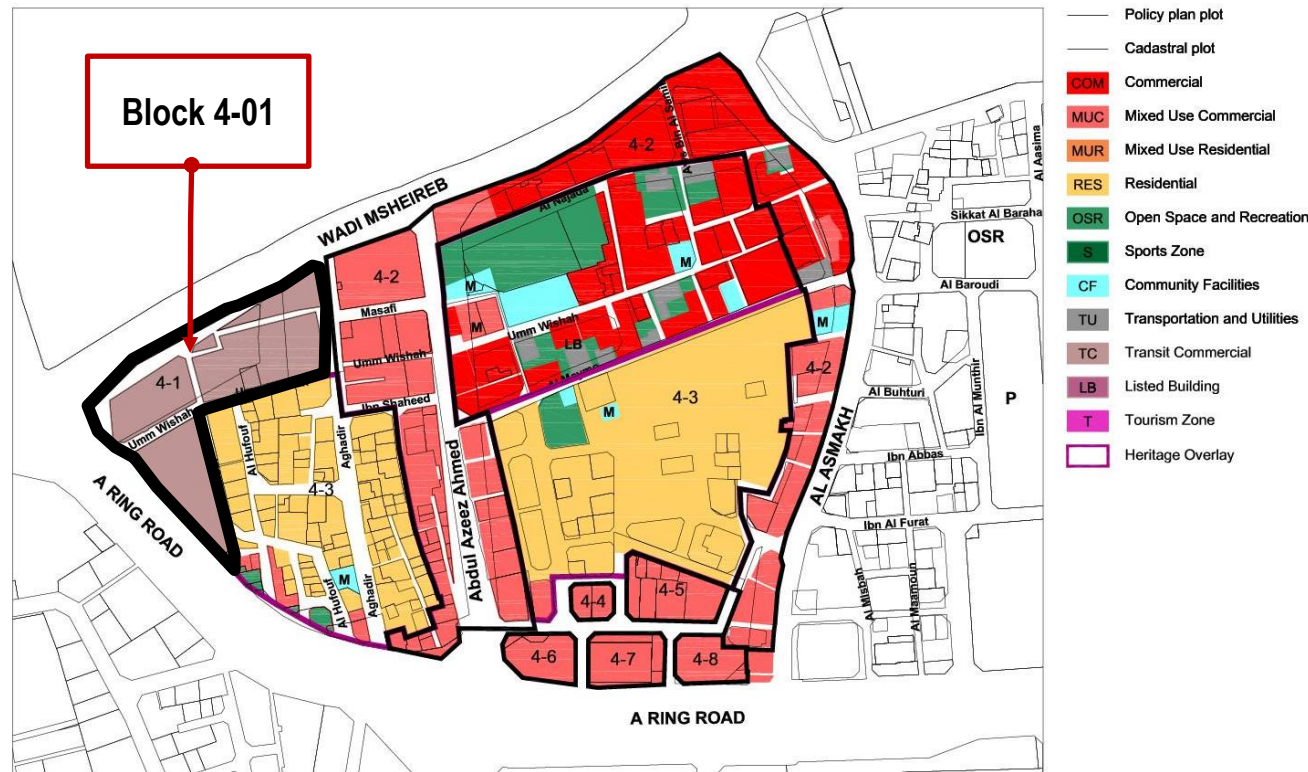 Block 4-01
WADI MSHEIREB
A RING ROAD
4-1
Umm Wishah
4-2
Masafi
Umm Wishah
Ibn Shaheed
Al Hufouf
Aghadir
4-3
M
Al Hufouf
Aghadir
Abdul Azeez Ahmed
4-2
Al Najada
M
M
M
Umm Wishah
LB
4-3
M
M
4-2
AL ASMAKH
4-4
4-5
4-6
4-7
4-8
A RING ROAD
Al Aasima
Sikkat Al Baraha
OSR
Al Baroudi
Al Buhturi
Ibn Al Munthir
P
Ibn Abbas
Ibn Al Furat
Al Misbah
Al Maamoun
Policy plan plot
Cadastral plot
COM Commercial
MUC Mixed Use Commercial
MUR Mixed Use Residential
RES Residential
OSR Open Space and Recreation
S Sports Zone
CF Community Facilities
TU Transportation and Utilities
TC Transit Commercial
LB Listed Building
T Tourism Zone
Heritage Overlay